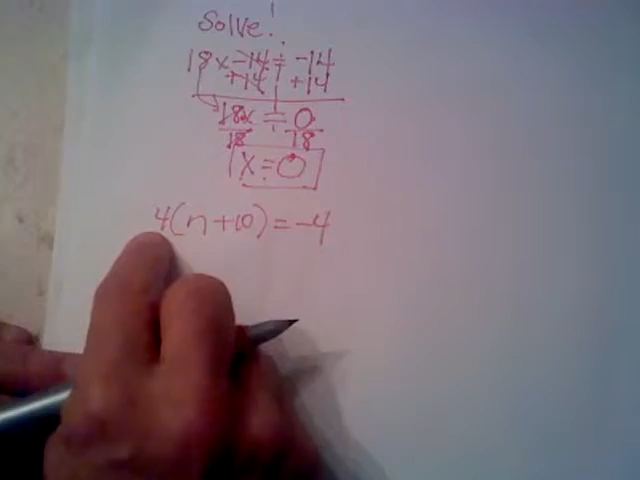 Solve!
18x-14=-14
+14 +14
18x = 0
18 18
x=0
4(n+10)=-4